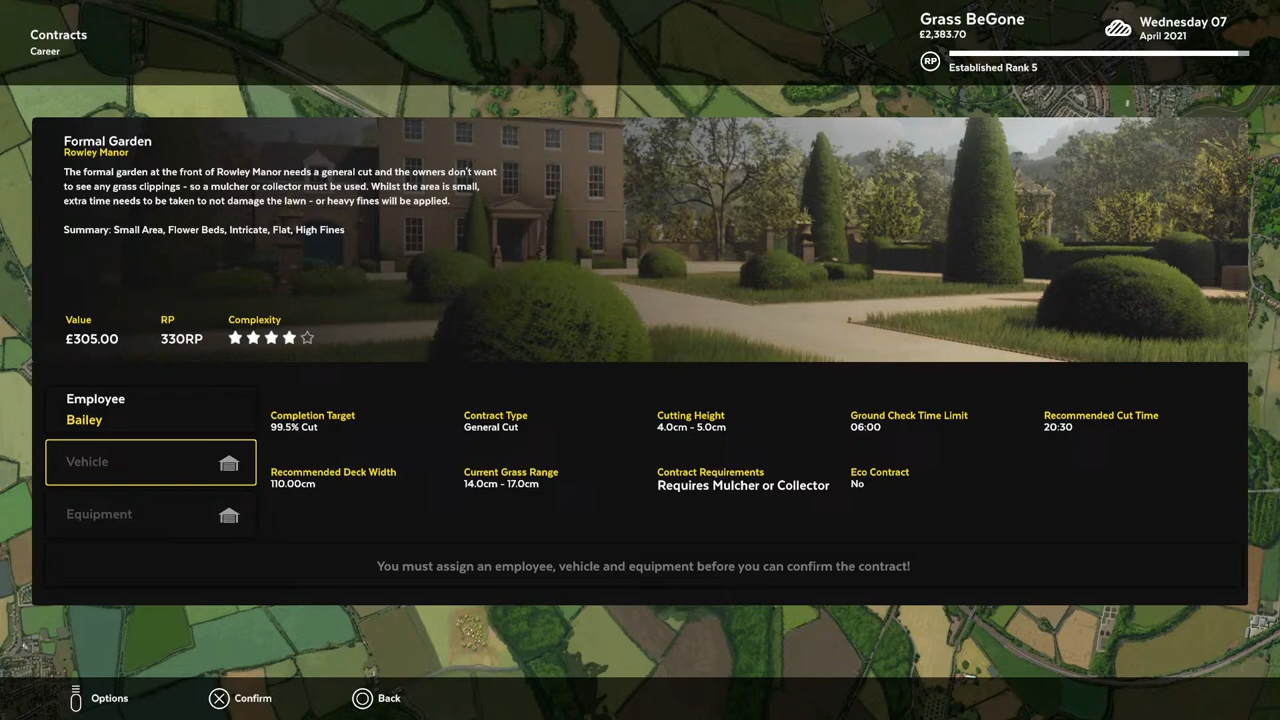 Contracts
Career
Grass BeGone
£2,383.70
Wednesday 07
April 2021
RP
Established Rank 5
Formal Garden
Rowley Manor
The formal garden at the front of Rowley Manor needs a general cut and the owners don't want
to see any grass clippings - so a mulcher or collector must be used. Whilst the area is small,
extra time needs to be taken to not damage the lawn - or heavy fines will be applied.
Summary: Small Area, Flower Beds, Intricate, Flat, High Fines
Value
RP
Complexity
£305.00
330RP
Employee
Bailey
Vehicle
Equipment
Completion Target
99.5% Cut
Contract Type
General Cut
Cutting Height
4.0cm - 5.0cm
Ground Check Time Limit
06:00
Recommended Cut Time
20:30
Recommended Deck Width
110.00cm
Current Grass Range
14.0cm - 17.0cm
Contract Requirements
Requires Mulcher or Collector
Eco Contract
No
You must assign an employee, vehicle and equipment before you can confirm the contract!
Options
Confirm
Back